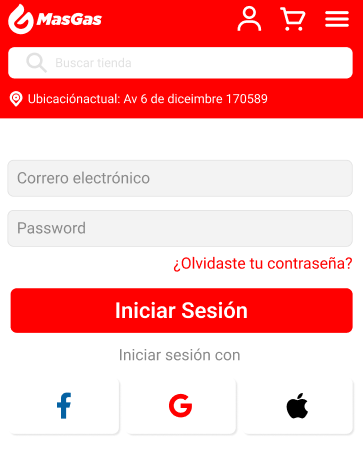 MasGas
Buscar tienda
Ubicaciónactual: Av 6 de diceimbre 170589
Correro electrónico
Password
¿Olvidaste tu contraseña?
Iniciar Sesión
Iniciar sesión con